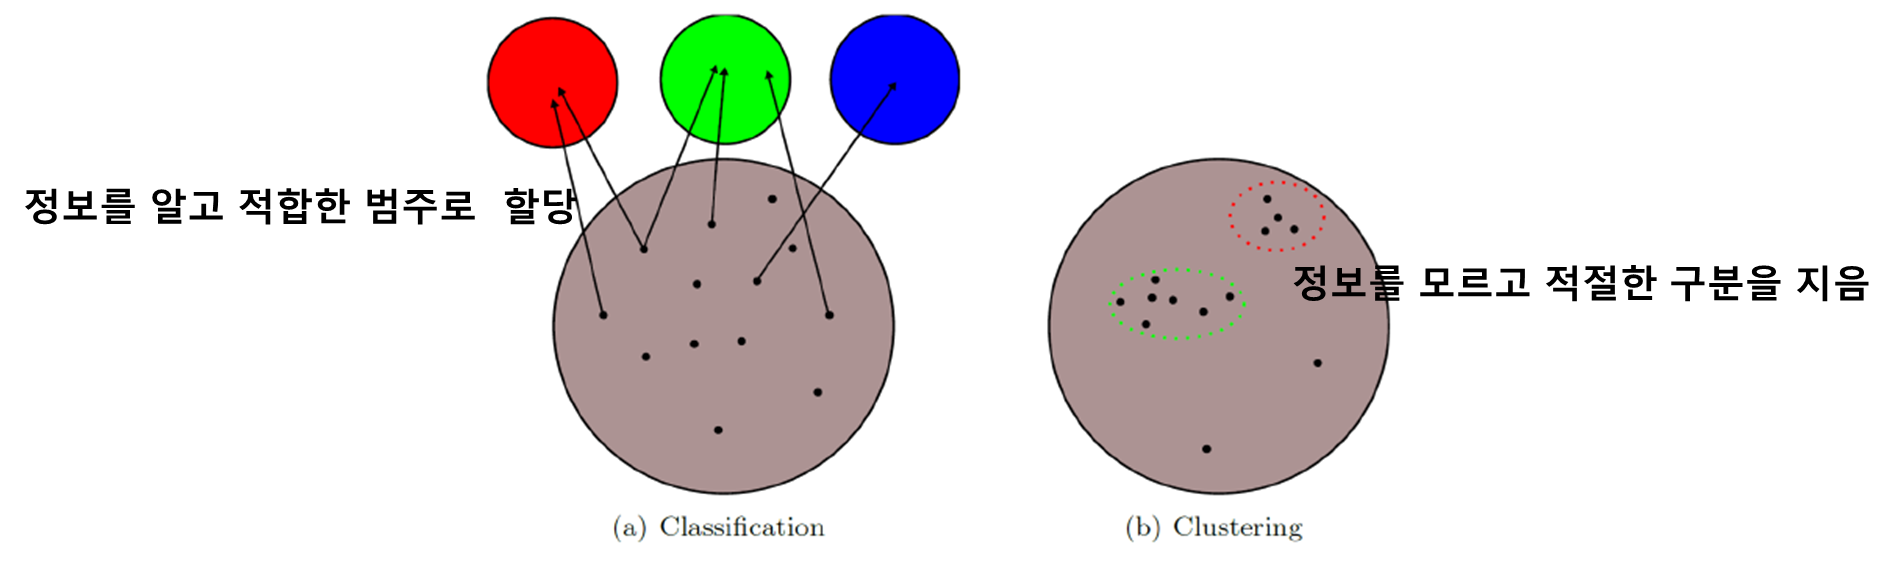 정보를 알고 적합한 범주로 할당
정보를 모르고 적절한 구분을 지음
(a) Classification
(b) Clustering